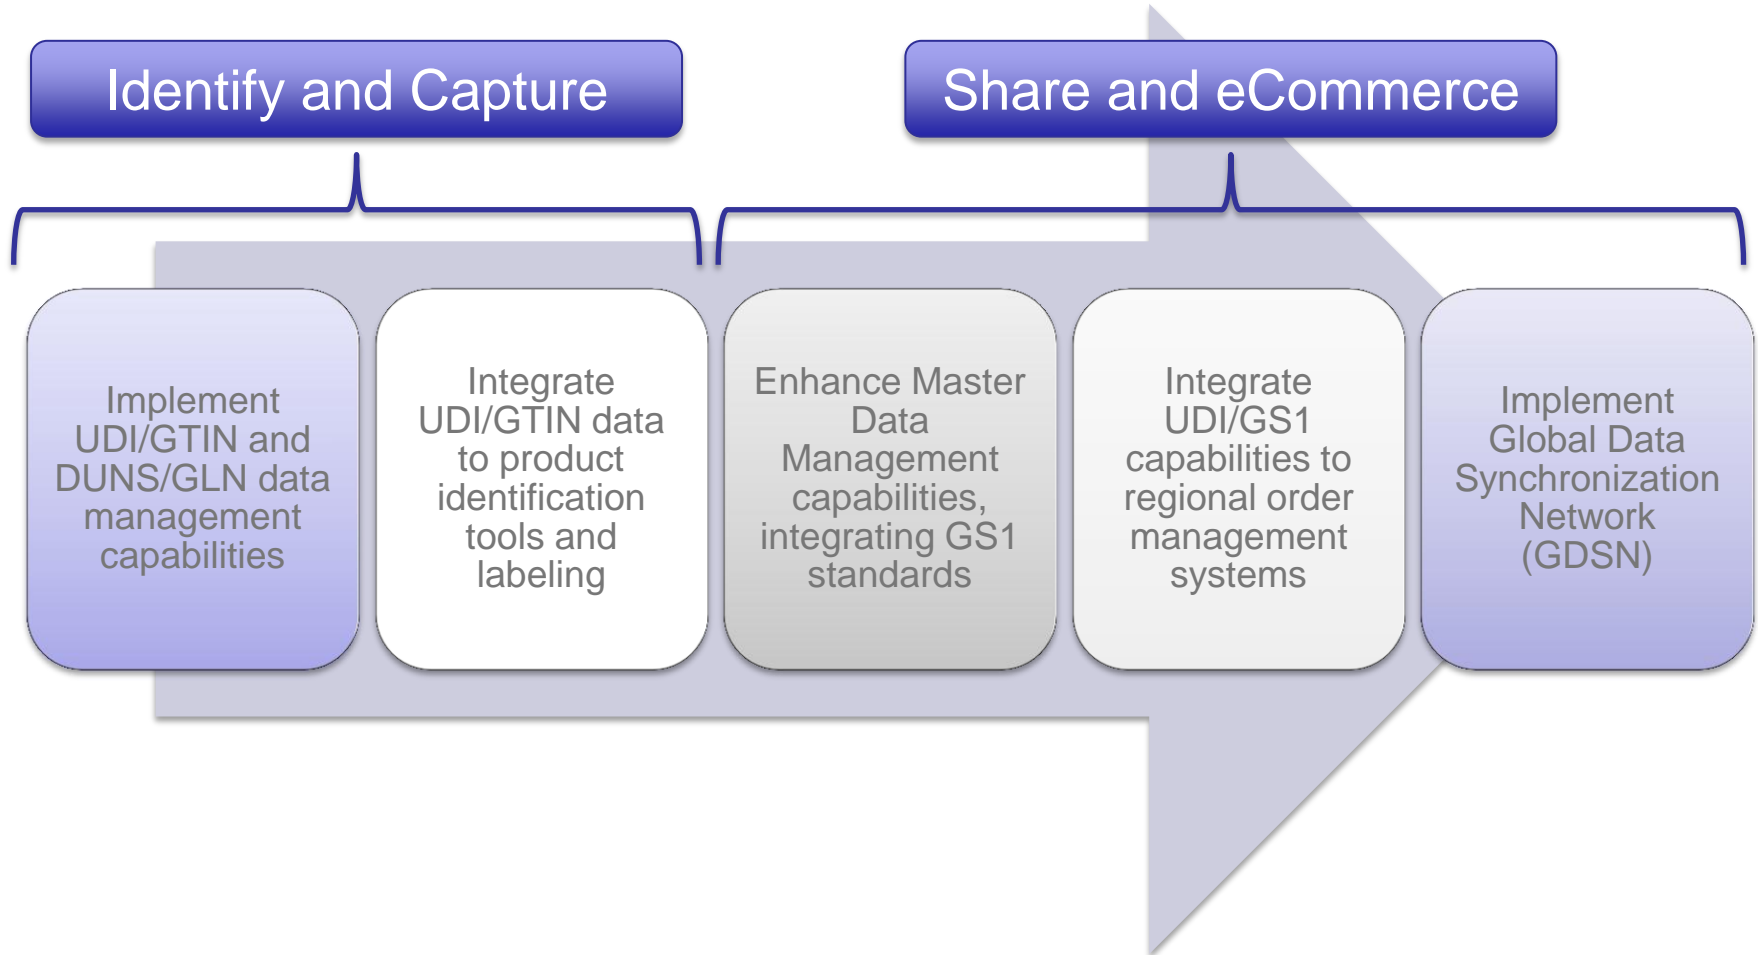 Identify and Capture
Share and eCommerce
Implement
UDI/GTIN and
DUNS/GLN data
management
capabilities
Integrate
UDI/GTIN data
to product
identification
tools and
labeling
Enhance Master
Data
Management
capabilities,
integrating GS1
standards
Integrate
UDI/GS1
capabilities to
regional order
management
systems
Implement
Global Data
Synchronization
Network
(GDSN)